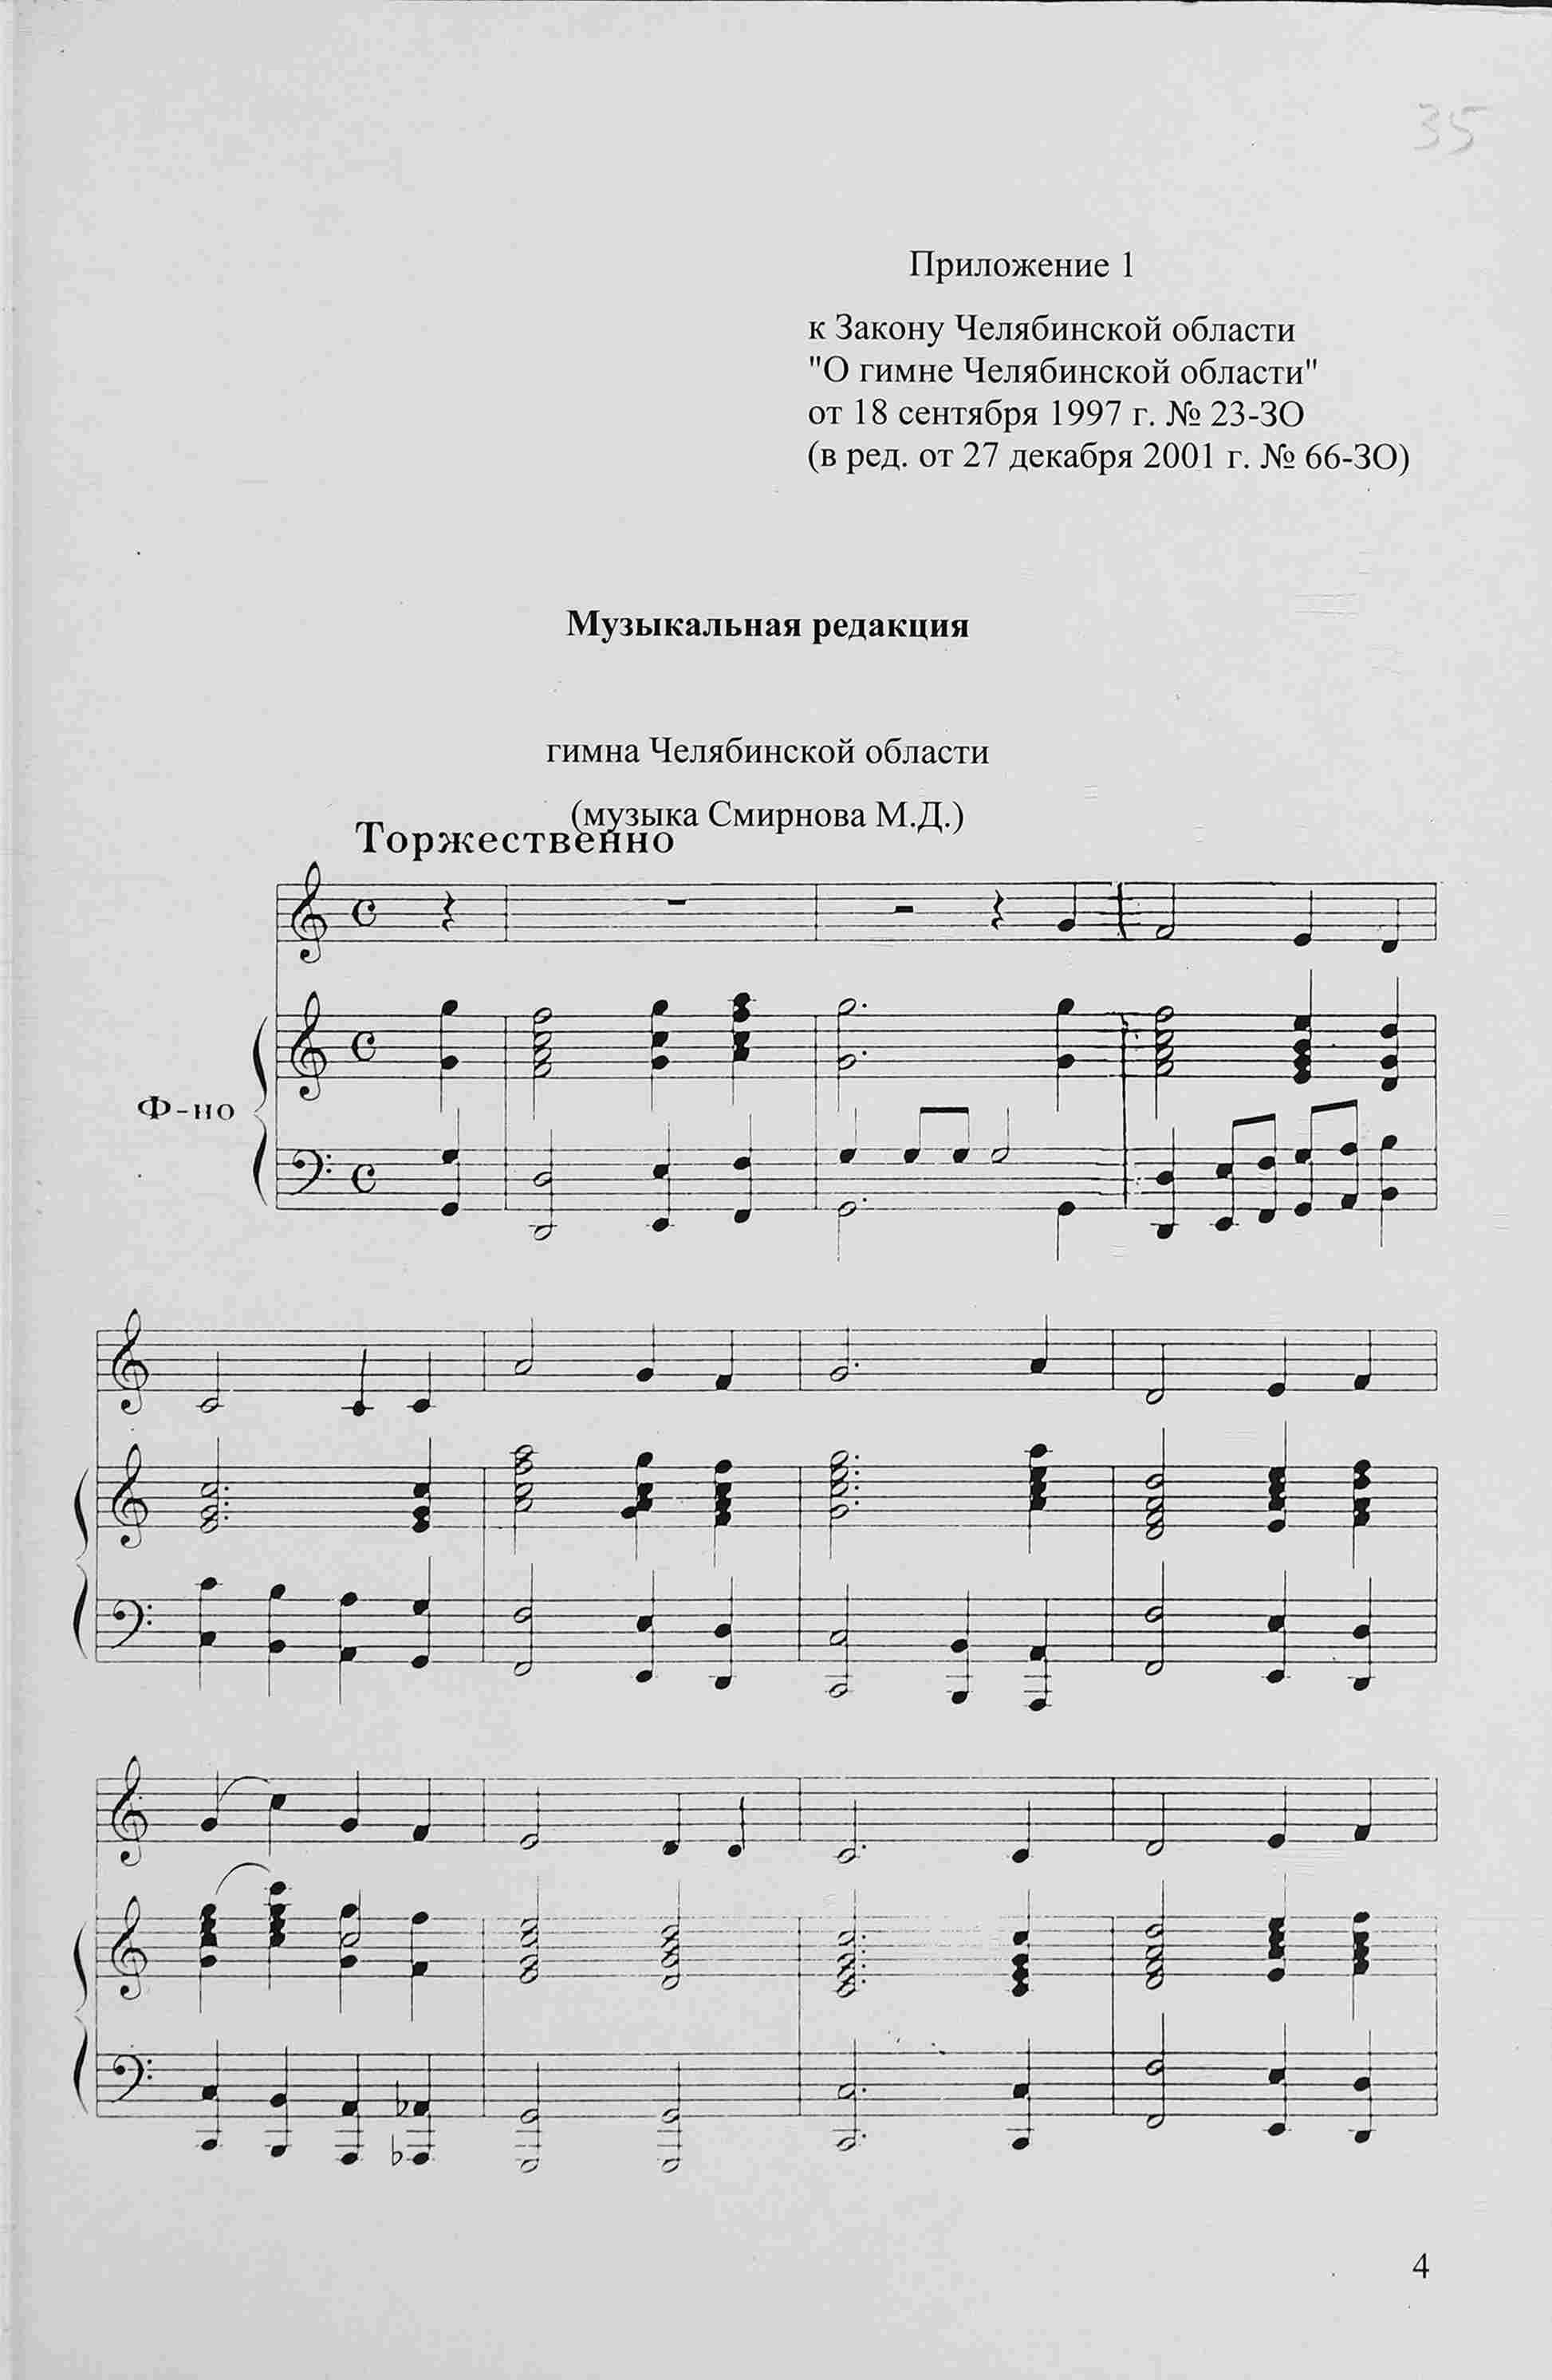 35
Приложение 1
к Закону Челябинской области
"О гимне Челябинской области"
от 18 сентября 1997 г. № 23-ЗО
(в ред. от 27 декабря 2001 г. № 66-ЗО)
Музыкальная редакция
гимна Челябинской области
(музыка Смирнова М.Д.)
Торжественно
Ф-но
4